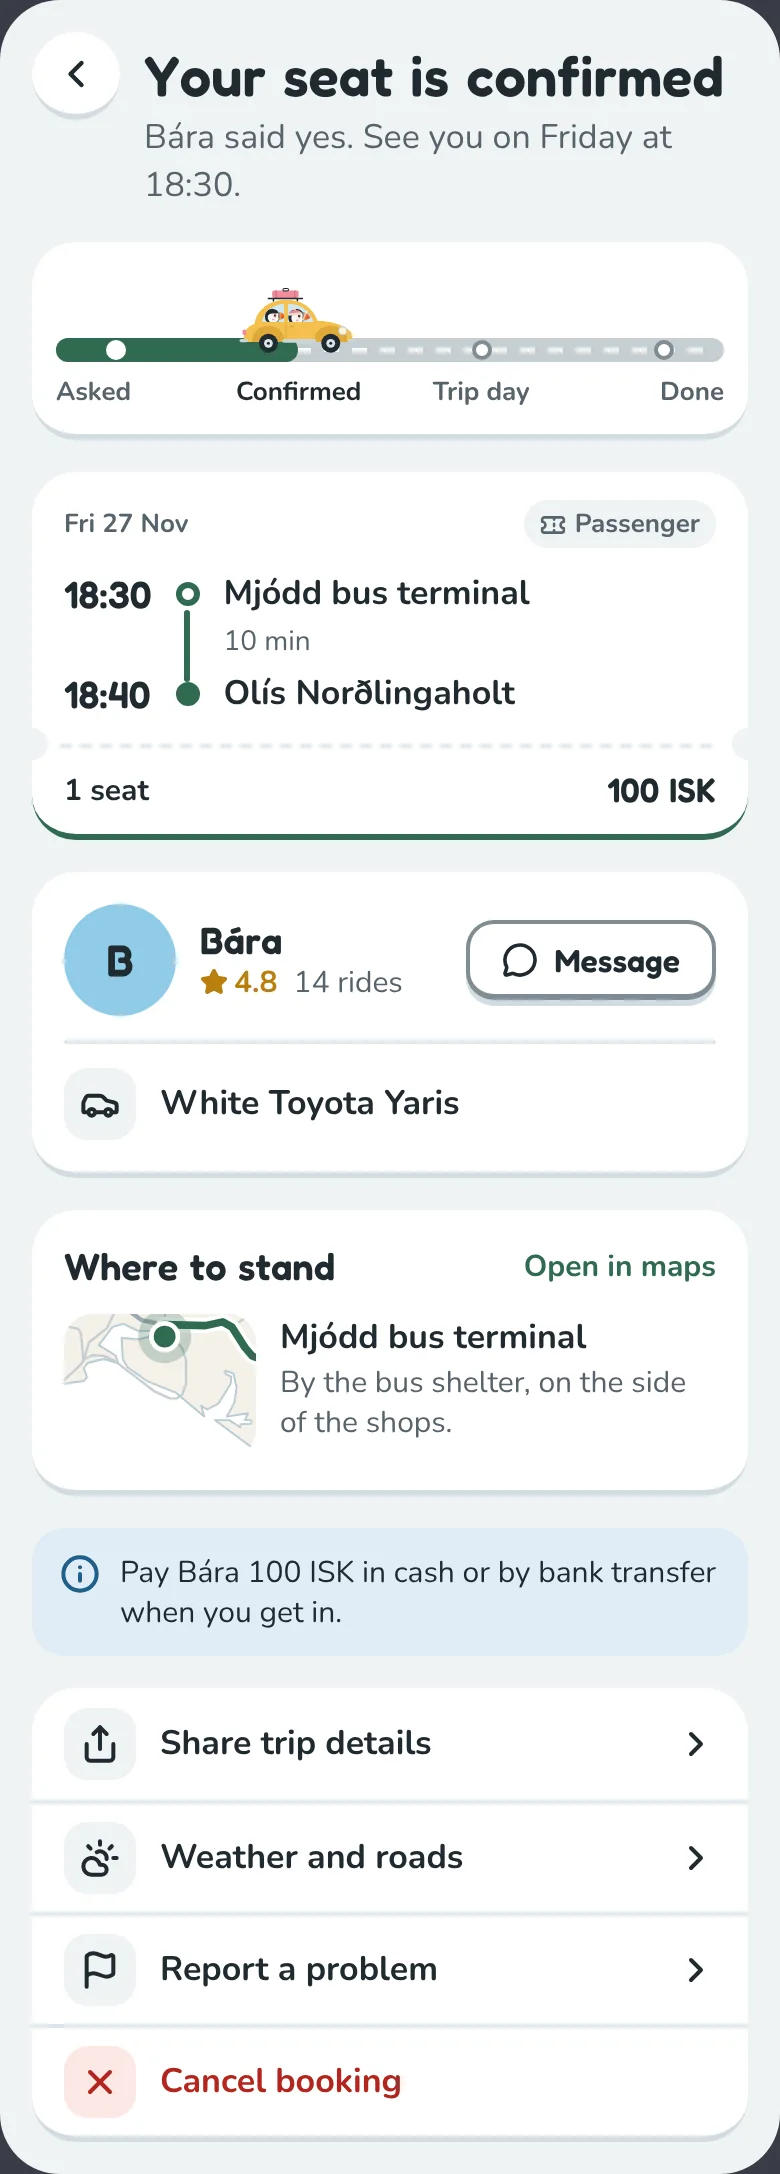 Your seat is confirmed
Bára said yes. See you on Friday at
18:30.
Asked Confirmed Trip day Done
Fri 27 Nov Passenger
18:30 Mjódd bus terminal
10 min
18:40 Olís Norðlingaholt
1 seat 100 ISK
B Bára Message
4.8 14 rides
White Toyota Yaris
Where to stand Open in maps
Mjódd bus terminal
By the bus shelter, on the side
of the shops.
Pay Bára 100 ISK in cash or by bank transfer
when you get in.
Share trip details
Weather and roads
Report a problem
Cancel booking